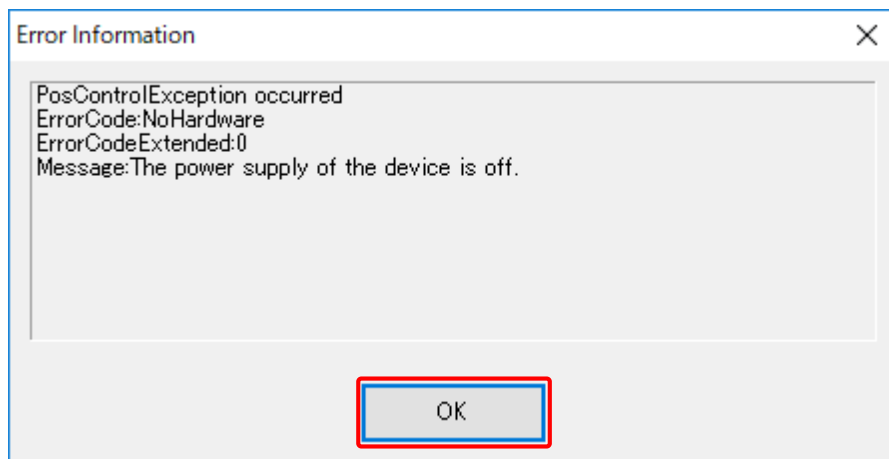 Error Information
PosControlException occurred
ErrorCode:NoHardware
ErrorCodeExtended:0
Message:The power supply of the device is off.
OK